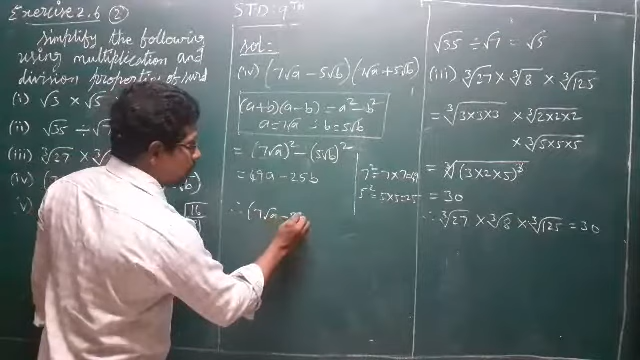 Exercise 2.6 (2)
simplify the following
using multiplication and
division properties of surd
(i) √3 × √5
(ii) √35 ÷ √7
(iii) ∛27 × ∛8
(iv)
√b)
(v)
16
STD: 9TH
sol:
(iv) (7√a − 5√b) (7√a + 5√b)
(a+b)(a−b) = a² − b²
a = 7√a b = 5√b
= (7√a)² − (5√b)²
= 49a − 25b
7² = 7×7 = 49
5² = 5×5 = 25
∴ (7√a −
√35 ÷ √7 = √5
(iii) ∛27 × ∛8 × ∛125
= ∛(3×3×3) × ∛(2×2×2)
× ∛(5×5×5)
= ∛(3×2×5)³
= 30
∴ ∛27 × ∛8 × ∛125 = 30